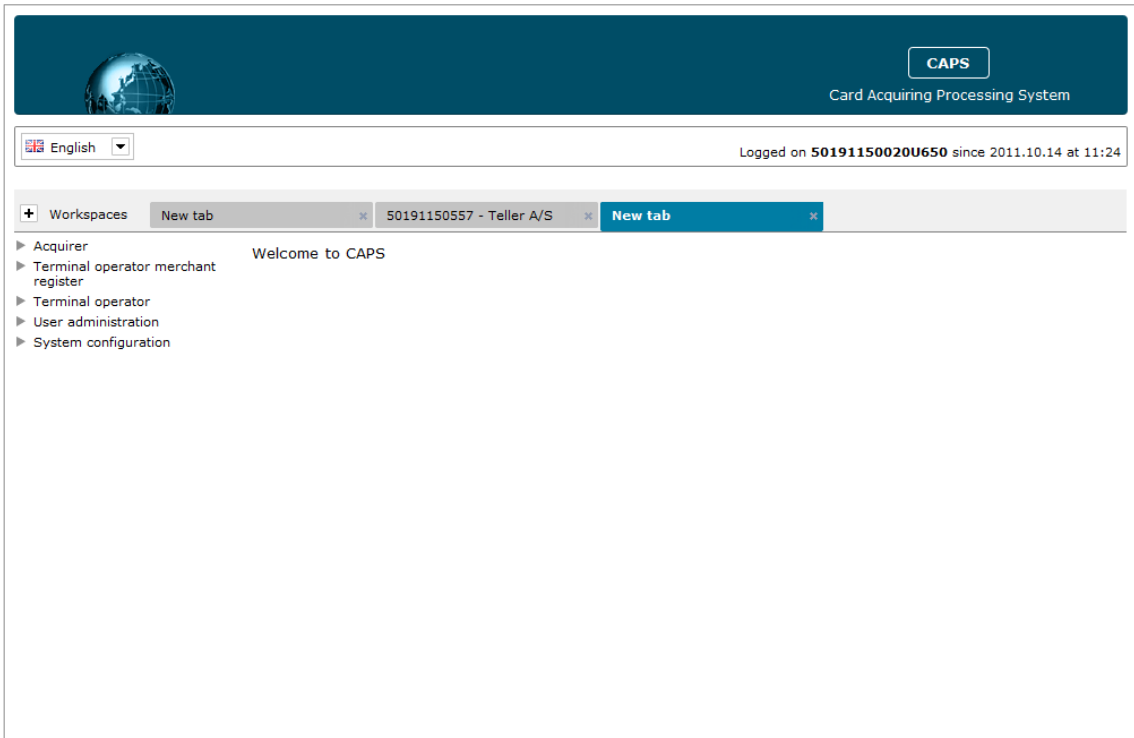 CAPS
Card Acquiring Processing System
English
Logged on 50191150020U650 since 2011.10.14 at 11:24
+ Workspaces New tab × 50191150557 - Teller A/S × New tab ×
Acquirer
Terminal operator merchant
register
Terminal operator
User administration
System configuration
Welcome to CAPS